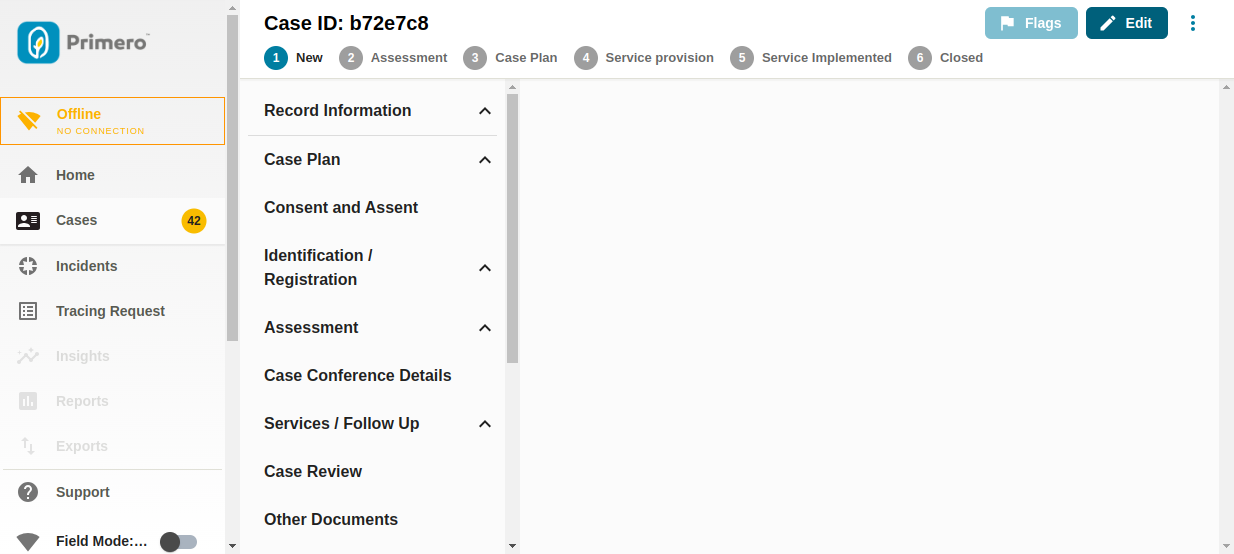 Primero™
Offline
NO CONNECTION
Home
Cases 42
Incidents
Tracing Request
Insights
Reports
Exports
Support
Field Mode:...
Case ID: b72e7c8
Flags
Edit
1 New 2 Assessment 3 Case Plan 4 Service provision 5 Service Implemented 6 Closed
Record Information
Case Plan
Consent and Assent
Identification /
Registration
Assessment
Case Conference Details
Services / Follow Up
Case Review
Other Documents